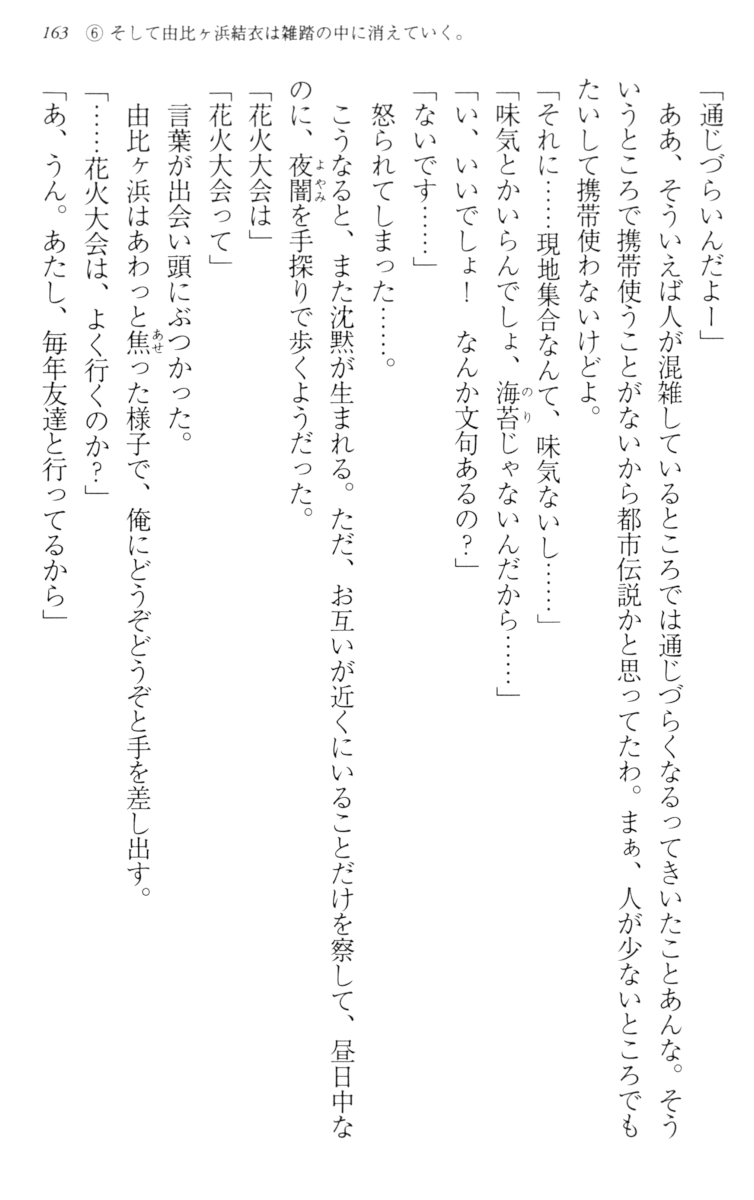 163 ⑥ そして由比ヶ浜結衣は雑踏の中に消えていく。
「通じづらいんだよー」
ああ、そういえば人が混雑しているところでは通じづらくなるってきいたことあんな。そう
いうところで携帯使うことがないから都市伝説かと思ってたわ。まぁ、人が少ないところでも
たいして携帯使わないけどよ。
「それに……現地集合なんて、味気ないし……」
「味気とかいらんでしょ、海苔じゃないんだから……」
「い、いいでしょ！　なんか文句あるの？」
「ないです……」
怒られてしまった……。
こうなると、また沈黙が生まれる。ただ、お互いが近くにいることだけを察して、昼日中な
のに、夜闇を手探りで歩くようだった。
「花火大会は」
「花火大会って」
言葉が出会い頭にぶつかった。
由比ヶ浜はあわっと焦った様子で、俺にどうぞどうぞと手を差し出す。
「……花火大会は、よく行くのか？」
「あ、うん。あたし、毎年友達と行ってるから」